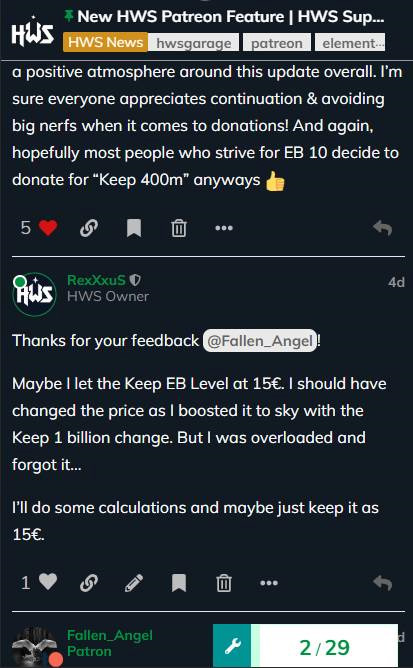 HWS
New HWS Patreon Feature | HWS Sup...
HWS News hwsgarage patreon element...
a positive atmosphere around this update overall. I’m
sure everyone appreciates continuation & avoiding
big nerfs when it comes to donations! And again,
hopefully most people who strive for EB 10 decide to
donate for “Keep 400m” anyways 👍
5
RexXxuS 4d
HWS
HWS Owner
Thanks for your feedback @Fallen_Angel!
Maybe I let the Keep EB Level at 15€. I should have
changed the price as I boosted it to sky with the
Keep 1 billion change. But I was overloaded and
forgot it...
I’ll do some calculations and maybe just keep it as
15€.
1
Fallen_Angel
Patron
2 / 29